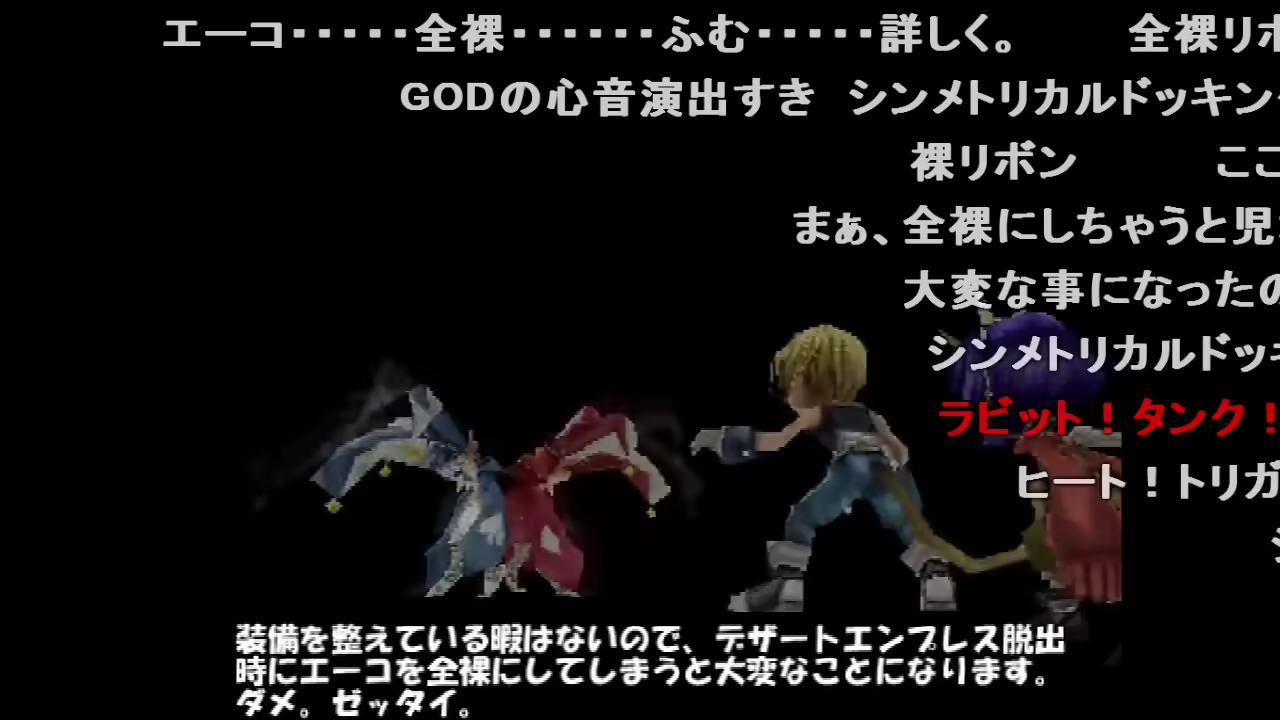 エーコ・・・・・全裸・・・・・・ふむ・・・・・詳しく。　全裸リボ
GODの心音演出すき　シンメトリカルドッキン
裸リボン　ここ
まぁ、全裸にしちゃうと児
大変な事になったの
シンメトリカルドッキ
ラビット！タンク！
ヒート！トリガ
装備を整えている暇はないので、デザートエンプレス脱出
時にエーコを全裸にしてしまうと大変なことになります。
ダメ。ゼッタイ。